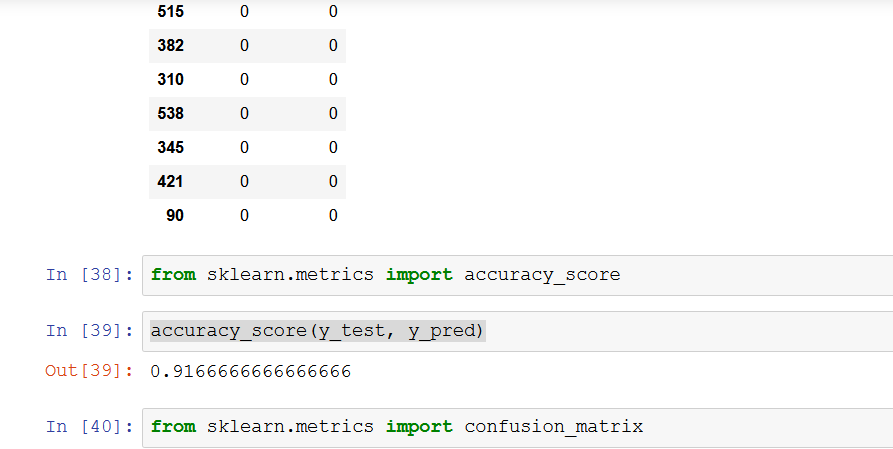 515 0 0
382 0 0
310 0 0
538 0 0
345 0 0
421 0 0
90 0 0
In [38]: from sklearn.metrics import accuracy_score
In [39]: accuracy_score(y_test, y_pred)
Out[39]: 0.9166666666666666
In [40]: from sklearn.metrics import confusion_matrix